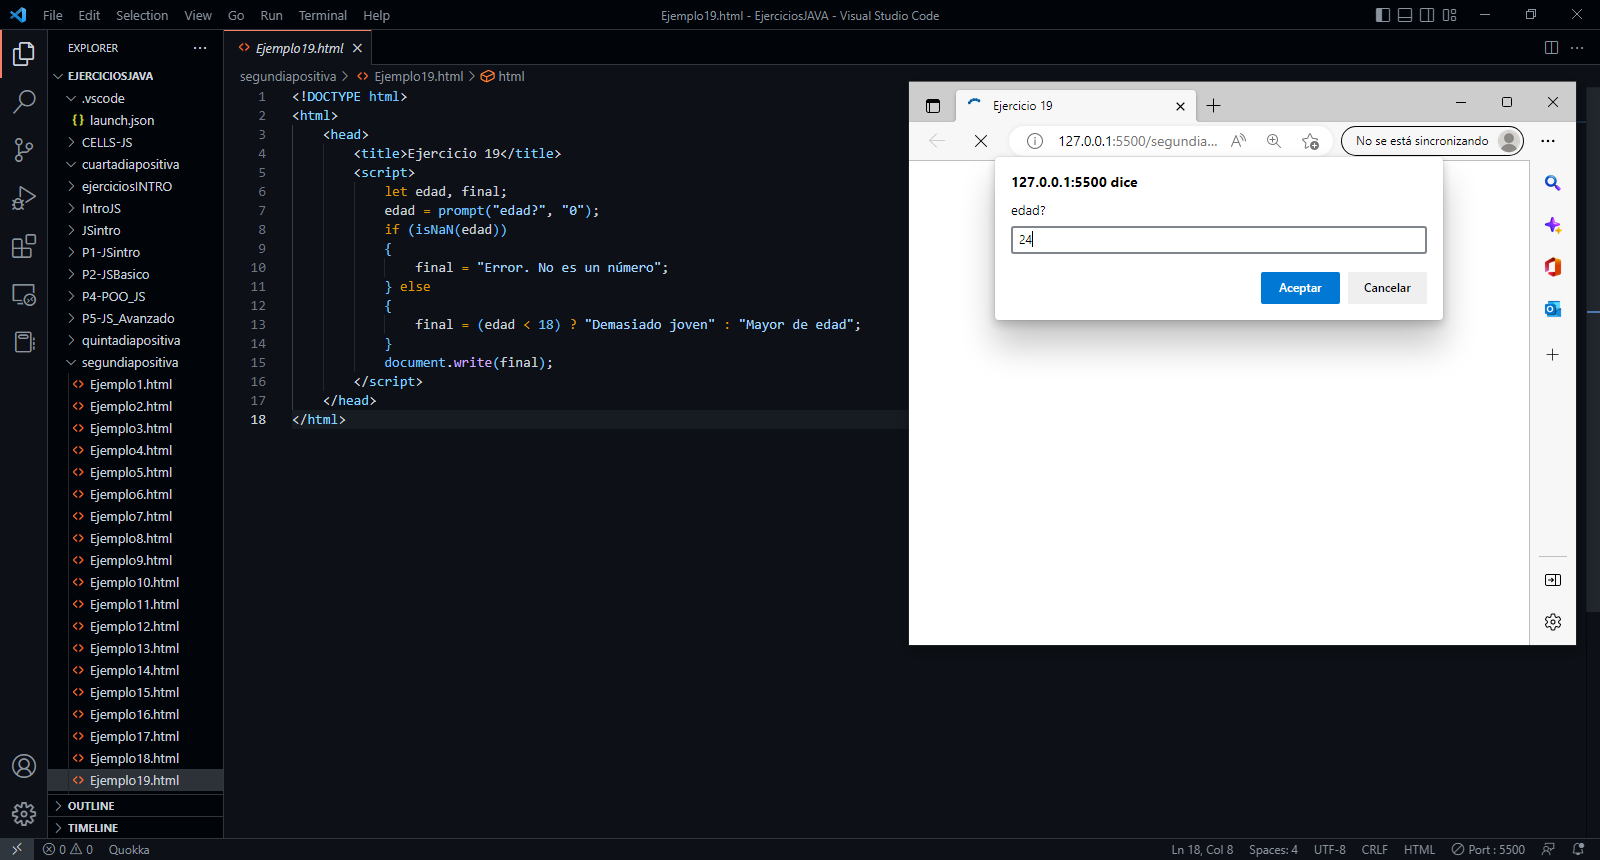 File Edit Selection View Go Run Terminal Help
Ejemplo19.html - EjerciciosJAVA - Visual Studio Code
EXPLORER
EJERCICIOSJAVA
.vscode
{} launch.json
CELLS-JS
cuartadiapositiva
ejerciciosINTRO
IntroJS
JSintro
P1-JSintro
P2-JSBasico
P4-POO_JS
P5-JS_Avanzado
quintadiapositiva
segundiapositiva
Ejemplo1.html
Ejemplo2.html
Ejemplo3.html
Ejemplo4.html
Ejemplo5.html
Ejemplo6.html
Ejemplo7.html
Ejemplo8.html
Ejemplo9.html
Ejemplo10.html
Ejemplo11.html
Ejemplo12.html
Ejemplo13.html
Ejemplo14.html
Ejemplo15.html
Ejemplo16.html
Ejemplo17.html
Ejemplo18.html
Ejemplo19.html
OUTLINE
TIMELINE
Ejemplo19.html
segundiapositiva > Ejemplo19.html > html
1 <!DOCTYPE html>
2 <html>
3 <head>
4 <title>Ejercicio 19</title>
5 <script>
6 let edad, final;
7 edad = prompt("edad?", "0");
8 if (isNaN(edad))
9 {
10 final = "Error. No es un número";
11 } else
12 {
13 final = (edad < 18) ? "Demasiado joven" : "Mayor de edad";
14 }
15 document.write(final);
16 </script>
17 </head>
18 </html>
Ejercicio 19
127.0.0.1:5500/segundia...
No se está sincronizando
127.0.0.1:5500 dice
edad?
24
Aceptar Cancelar
0 0 Quokka
Ln 18, Col 8 Spaces: 4 UTF-8 CRLF HTML Port : 5500